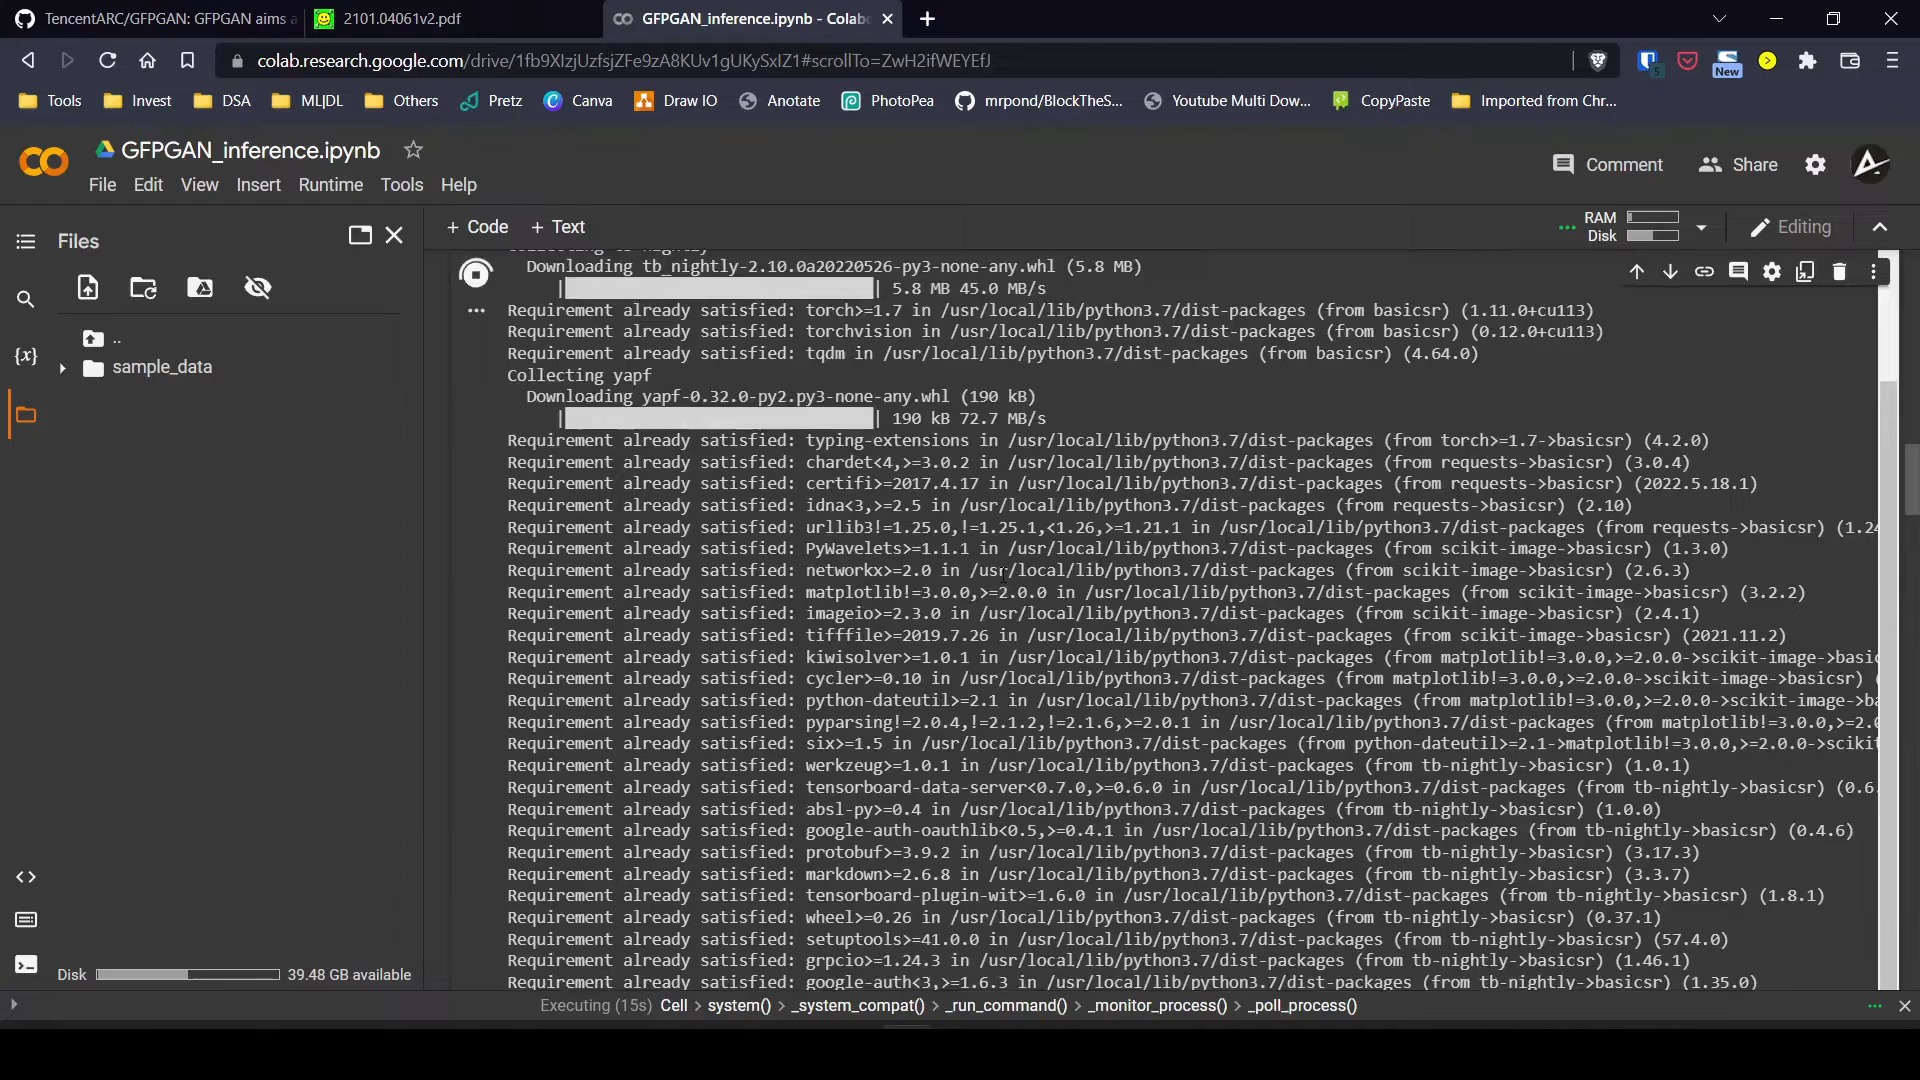 TencentARC/GFPGAN: GFPGAN aims a
2101.04061v2.pdf
GFPGAN_inference.ipynb - Colab
colab.research.google.com/drive/1fb9XIzjUzfsjZFe9zA8KUv1gUKySxIZ1#scrollTo=ZwH2ifWEYEfJ
5
New
Tools
Invest
DSA
ML|DL
Others
Pretz
Canva
Draw IO
Anotate
PhotoPea
mrpond/BlockTheS...
Youtube Multi Dow...
CopyPaste
Imported from Chr...
GFPGAN_inference.ipynb
Comment
Share
File Edit View Insert Runtime Tools Help
Files
+ Code + Text
RAM
Disk
Editing
..
sample_data
{x}
Downloading tb_nightly-2.10.0a20220526-py3-none-any.whl (5.8 MB)
| | 5.8 MB 45.0 MB/s
Requirement already satisfied: torch>=1.7 in /usr/local/lib/python3.7/dist-packages (from basicsr) (1.11.0+cu113)
Requirement already satisfied: torchvision in /usr/local/lib/python3.7/dist-packages (from basicsr) (0.12.0+cu113)
Requirement already satisfied: tqdm in /usr/local/lib/python3.7/dist-packages (from basicsr) (4.64.0)
Collecting yapf
Downloading yapf-0.32.0-py2.py3-none-any.whl (190 kB)
| | 190 kB 72.7 MB/s
Requirement already satisfied: typing-extensions in /usr/local/lib/python3.7/dist-packages (from torch>=1.7->basicsr) (4.2.0)
Requirement already satisfied: chardet<4,>=3.0.2 in /usr/local/lib/python3.7/dist-packages (from requests->basicsr) (3.0.4)
Requirement already satisfied: certifi>=2017.4.17 in /usr/local/lib/python3.7/dist-packages (from requests->basicsr) (2022.5.18.1)
Requirement already satisfied: idna<3,>=2.5 in /usr/local/lib/python3.7/dist-packages (from requests->basicsr) (2.10)
Requirement already satisfied: urllib3!=1.25.0,!=1.25.1,<1.26,>=1.21.1 in /usr/local/lib/python3.7/dist-packages (from requests->basicsr) (1.24
Requirement already satisfied: PyWavelets>=1.1.1 in /usr/local/lib/python3.7/dist-packages (from scikit-image->basicsr) (1.3.0)
Requirement already satisfied: networkx>=2.0 in /usr/local/lib/python3.7/dist-packages (from scikit-image->basicsr) (2.6.3)
Requirement already satisfied: matplotlib!=3.0.0,>=2.0.0 in /usr/local/lib/python3.7/dist-packages (from scikit-image->basicsr) (3.2.2)
Requirement already satisfied: imageio>=2.3.0 in /usr/local/lib/python3.7/dist-packages (from scikit-image->basicsr) (2.4.1)
Requirement already satisfied: tifffile>=2019.7.26 in /usr/local/lib/python3.7/dist-packages (from scikit-image->basicsr) (2021.11.2)
Requirement already satisfied: kiwisolver>=1.0.1 in /usr/local/lib/python3.7/dist-packages (from matplotlib!=3.0.0,>=2.0.0->scikit-image->basic
Requirement already satisfied: cycler>=0.10 in /usr/local/lib/python3.7/dist-packages (from matplotlib!=3.0.0,>=2.0.0->scikit-image->basicsr) (
Requirement already satisfied: python-dateutil>=2.1 in /usr/local/lib/python3.7/dist-packages (from matplotlib!=3.0.0,>=2.0.0->scikit-image->ba
Requirement already satisfied: pyparsing!=2.0.4,!=2.1.2,!=2.1.6,>=2.0.1 in /usr/local/lib/python3.7/dist-packages (from matplotlib!=3.0.0,>=2.0
Requirement already satisfied: six>=1.5 in /usr/local/lib/python3.7/dist-packages (from python-dateutil>=2.1->matplotlib!=3.0.0,>=2.0.0->scikit
Requirement already satisfied: werkzeug>=1.0.1 in /usr/local/lib/python3.7/dist-packages (from tb-nightly->basicsr) (1.0.1)
Requirement already satisfied: tensorboard-data-server<0.7.0,>=0.6.0 in /usr/local/lib/python3.7/dist-packages (from tb-nightly->basicsr) (0.6.
Requirement already satisfied: absl-py>=0.4 in /usr/local/lib/python3.7/dist-packages (from tb-nightly->basicsr) (1.0.0)
Requirement already satisfied: google-auth-oauthlib<0.5,>=0.4.1 in /usr/local/lib/python3.7/dist-packages (from tb-nightly->basicsr) (0.4.6)
Requirement already satisfied: protobuf>=3.9.2 in /usr/local/lib/python3.7/dist-packages (from tb-nightly->basicsr) (3.17.3)
Requirement already satisfied: markdown>=2.6.8 in /usr/local/lib/python3.7/dist-packages (from tb-nightly->basicsr) (3.3.7)
Requirement already satisfied: tensorboard-plugin-wit>=1.6.0 in /usr/local/lib/python3.7/dist-packages (from tb-nightly->basicsr) (1.8.1)
Requirement already satisfied: wheel>=0.26 in /usr/local/lib/python3.7/dist-packages (from tb-nightly->basicsr) (0.37.1)
Requirement already satisfied: setuptools>=41.0.0 in /usr/local/lib/python3.7/dist-packages (from tb-nightly->basicsr) (57.4.0)
Requirement already satisfied: grpcio>=1.24.3 in /usr/local/lib/python3.7/dist-packages (from tb-nightly->basicsr) (1.46.1)
Requirement already satisfied: google-auth<3,>=1.6.3 in /usr/local/lib/python3.7/dist-packages (from tb-nightly->basicsr) (1.35.0)
Disk 39.48 GB available
Executing (15s) Cell > system() > _system_compat() > _run_command() > _monitor_process() > _poll_process()